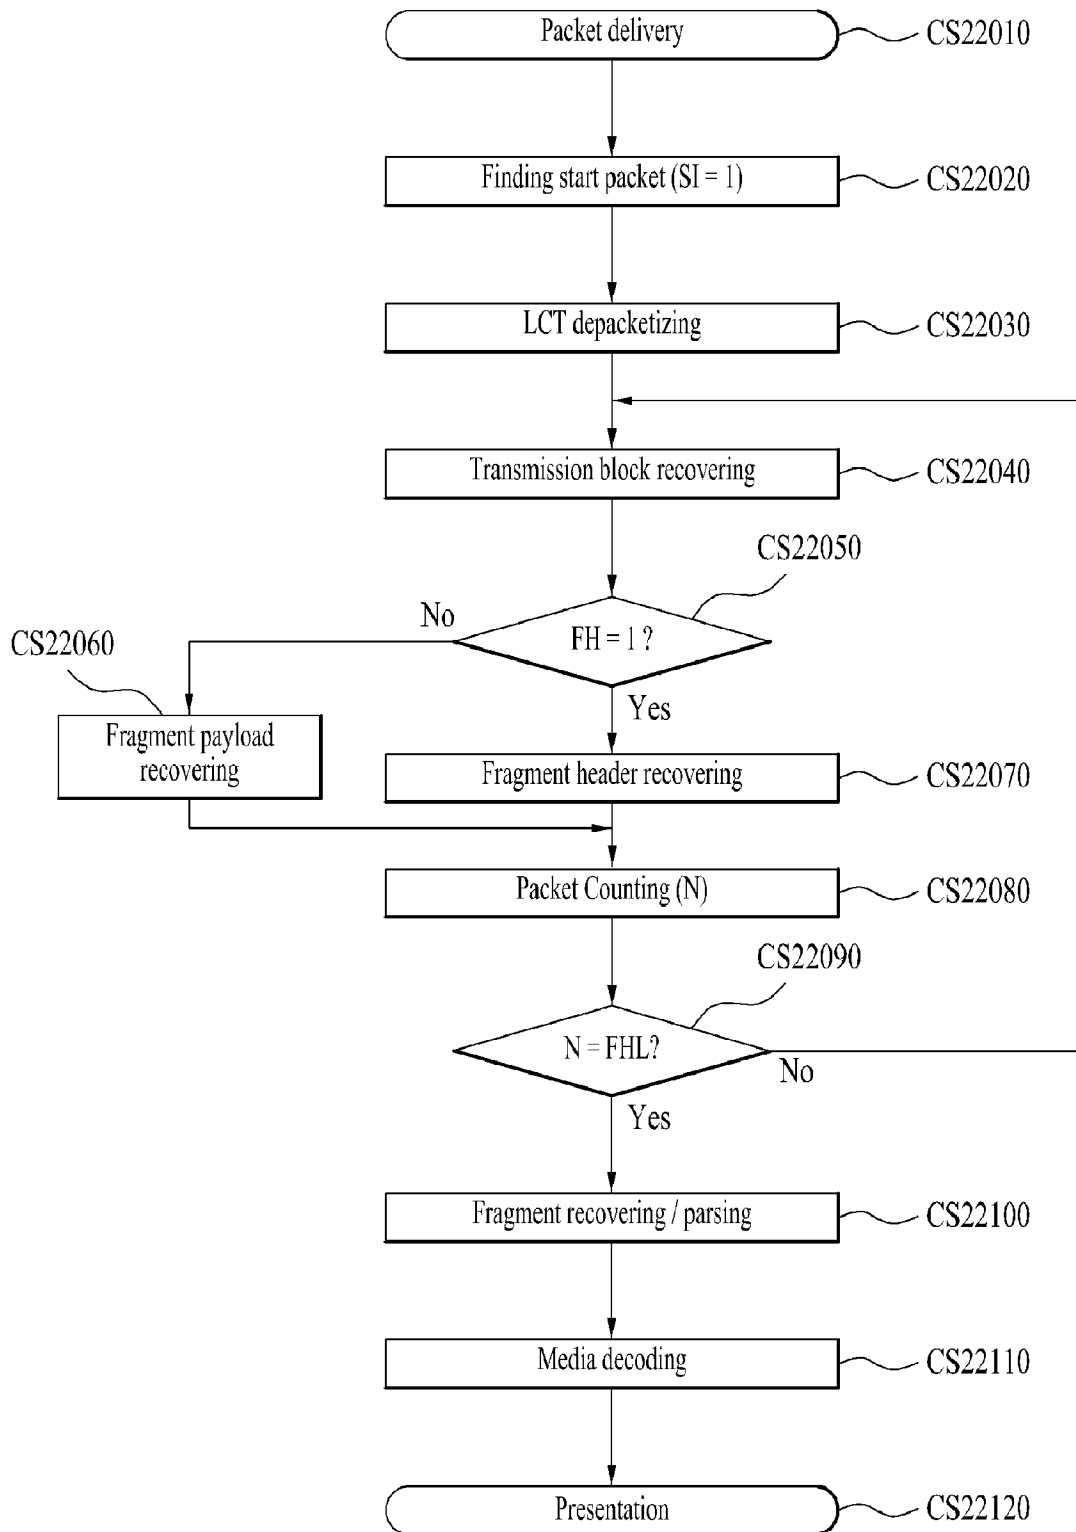 Packet delivery
CS22010
Finding start packet (SI = 1)
CS22020
LCT depacketizing
CS22030
Transmission block recovering
CS22040
CS22050
No
FH = 1 ?
CS22060
Yes
Fragment payload
recovering
Fragment header recovering
CS22070
Packet Counting (N)
CS22080
CS22090
N = FHL?
No
Yes
Fragment recovering / parsing
CS22100
Media decoding
CS22110
Presentation
CS22120